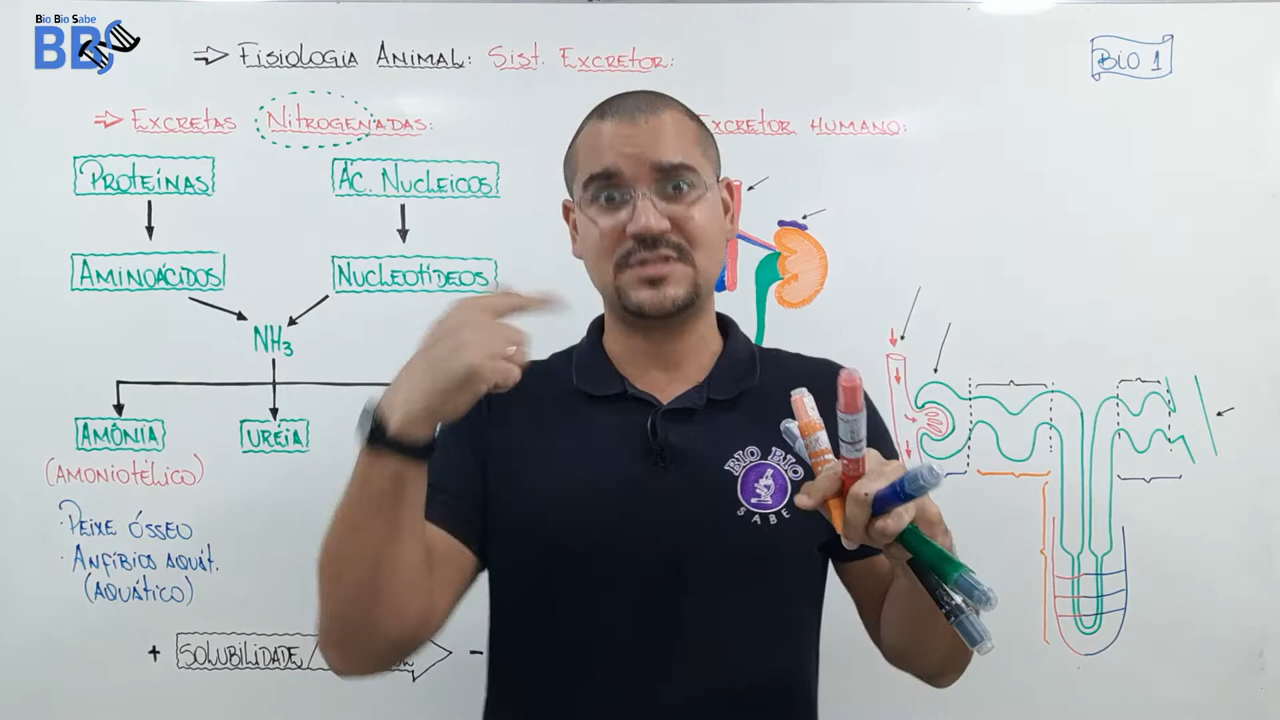 Bio Bio Sabe
BBS
⇨ FISIOLOGIA ANIMAL: SIST. EXCRETOR:
BIO 1
⇨ EXCRETAS NITROGENADAS:
EXCRETOR HUMANO:
PROTEÍNAS
ÁC. NUCLEICOS
AMINOÁCIDOS
NUCLEOTÍDEOS
NH3
AMÔNIA
URÉIA
(AMONIOTÉLICO)
· PEIXE ÓSSEO
· ANFÍBIOS AQUÁT.
(AQUÁTICO)
+ SOLUBILIDADE / -
BIO BIO
SABE